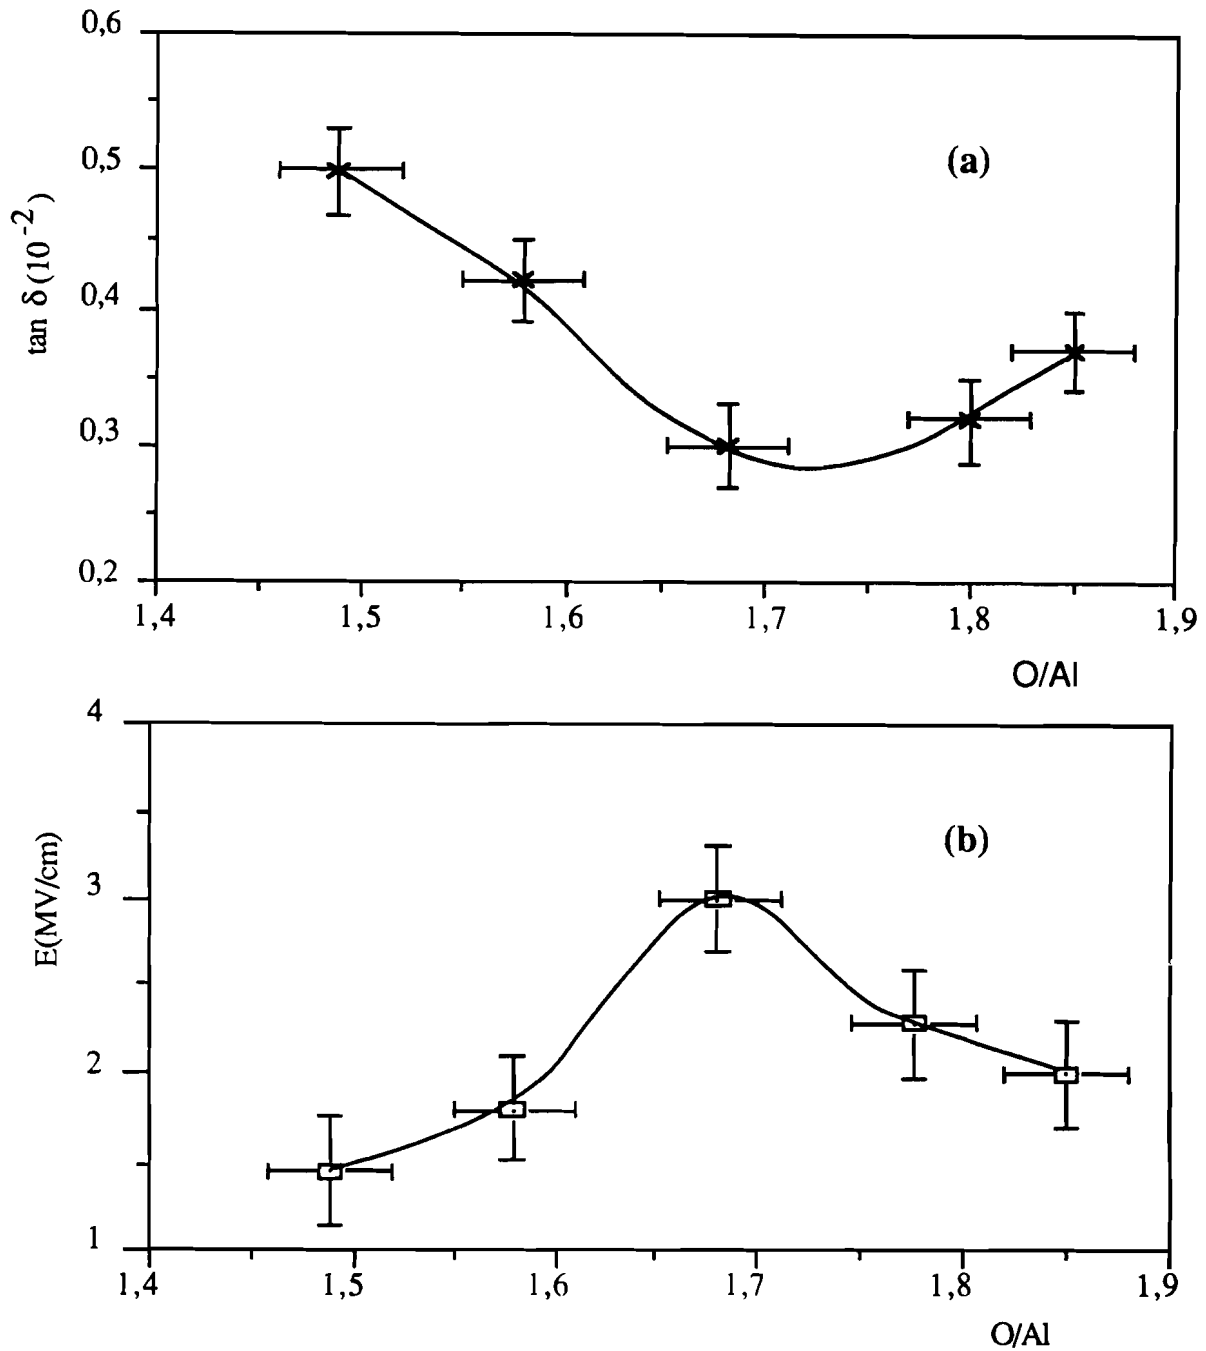 0,6
0,5
0,4
0,3
0,2
tan δ (10⁻²)
(a)
1,4 1,5 1,6 1,7 1,8 1,9
O/Al
4
3
2
1
E(MV/cm)
(b)
1,4 1,5 1,6 1,7 1,8 1,9
O/Al